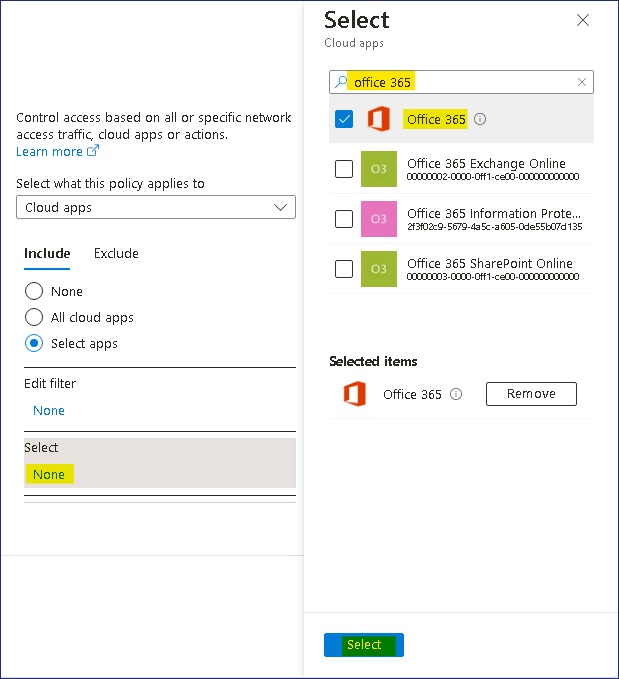 Control access based on all or specific network
access traffic, cloud apps or actions.
Learn more
Select what this policy applies to
Cloud apps
Include Exclude
None
All cloud apps
Select apps
Edit filter
None
Select
None
Select
Cloud apps
office 365
Office 365
O3
Office 365 Exchange Online
00000002-0000-0ff1-ce00-000000000000
O3
Office 365 Information Prote...
2f3f02c9-5679-4a5c-a605-0de55b07d135
O3
Office 365 SharePoint Online
00000003-0000-0ff1-ce00-000000000000
Selected items
Office 365
Remove
Select